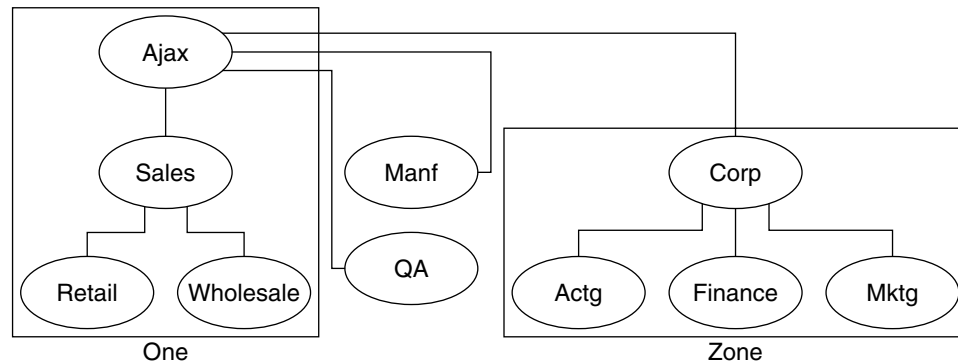 Ajax
Sales
Manf
Corp
Retail
Wholesale
QA
Actg
Finance
Mktg
One
Zone